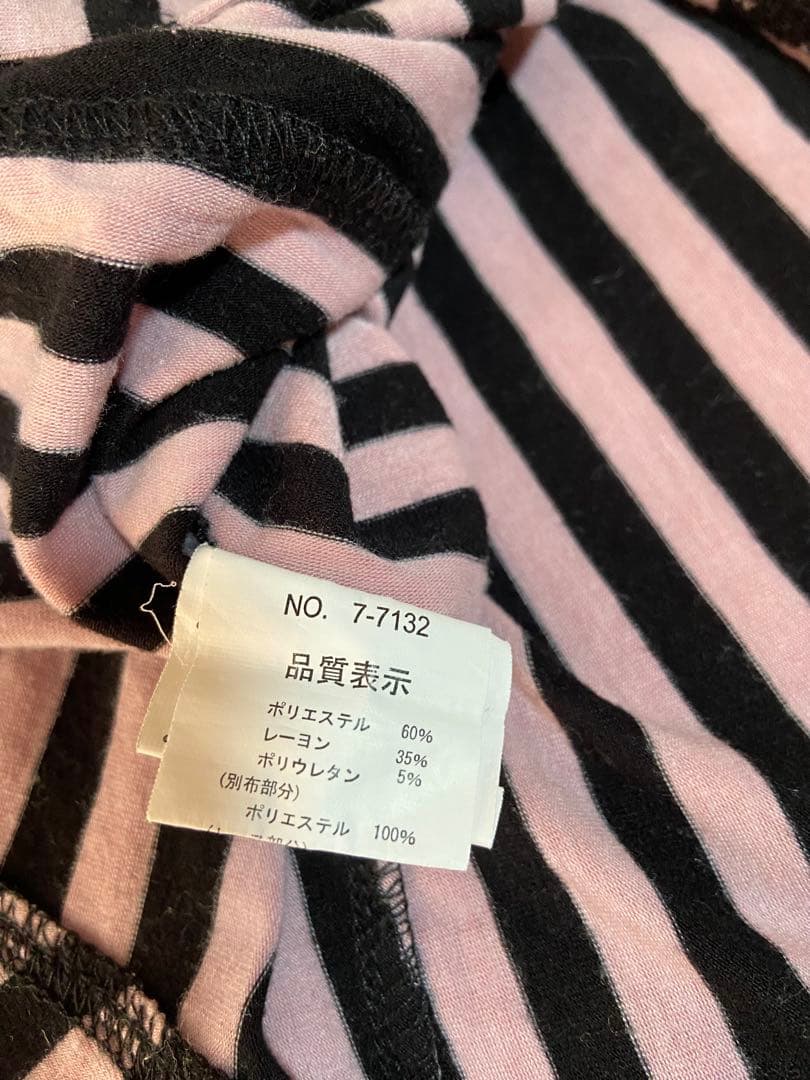 NO. 7-7132
品質表示
ポリエステル 60%
レーヨン 35%
ポリウレタン 5%
(別布部分)
ポリエステル 100%